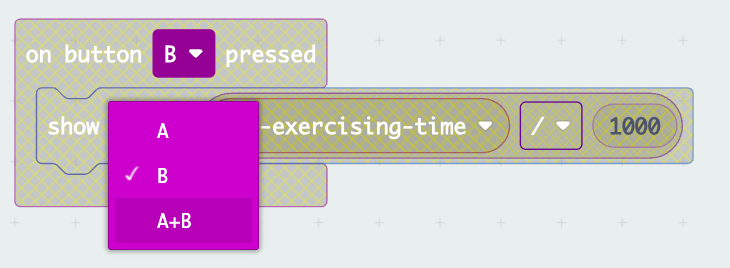 on button B pressed
show -exercising-time / 1000
A
✓ B
A+B